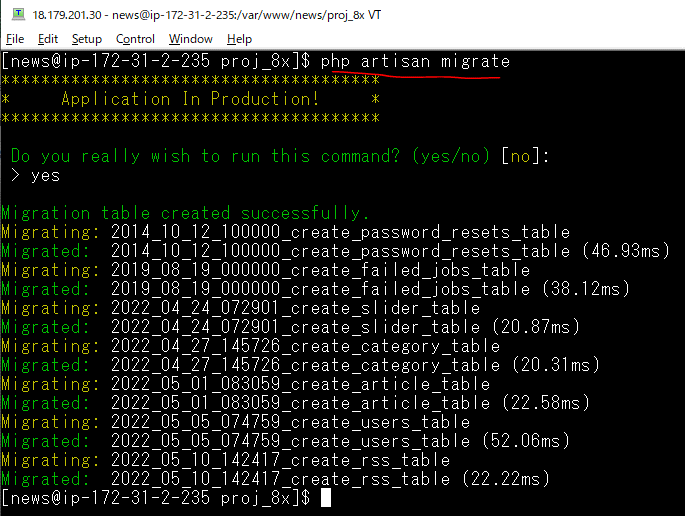 18.179.201.30 - news@ip-172-31-2-235:/var/www/news/proj_8x VT
File Edit Setup Control Window Help
[news@ip-172-31-2-235 proj_8x]$ php artisan migrate
**************************************
*     Application In Production!     *
**************************************
Do you really wish to run this command? (yes/no) [no]:
> yes
Migration table created successfully.
Migrating: 2014_10_12_100000_create_password_resets_table
Migrated:  2014_10_12_100000_create_password_resets_table (46.93ms)
Migrating: 2019_08_19_000000_create_failed_jobs_table
Migrated:  2019_08_19_000000_create_failed_jobs_table (38.12ms)
Migrating: 2022_04_24_072901_create_slider_table
Migrated:  2022_04_24_072901_create_slider_table (20.87ms)
Migrating: 2022_04_27_145726_create_category_table
Migrated:  2022_04_27_145726_create_category_table (20.31ms)
Migrating: 2022_05_01_083059_create_article_table
Migrated:  2022_05_01_083059_create_article_table (22.58ms)
Migrating: 2022_05_05_074759_create_users_table
Migrated:  2022_05_05_074759_create_users_table (52.06ms)
Migrating: 2022_05_10_142417_create_rss_table
Migrated:  2022_05_10_142417_create_rss_table (22.22ms)
[news@ip-172-31-2-235 proj_8x]$